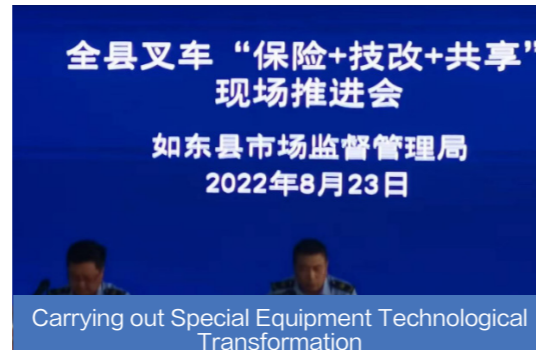 全县叉车“保险+技改+共享”
现场推进会
如东县市场监督管理局
2022年8月23日
Carrying out Special Equipment Technological
Transformation